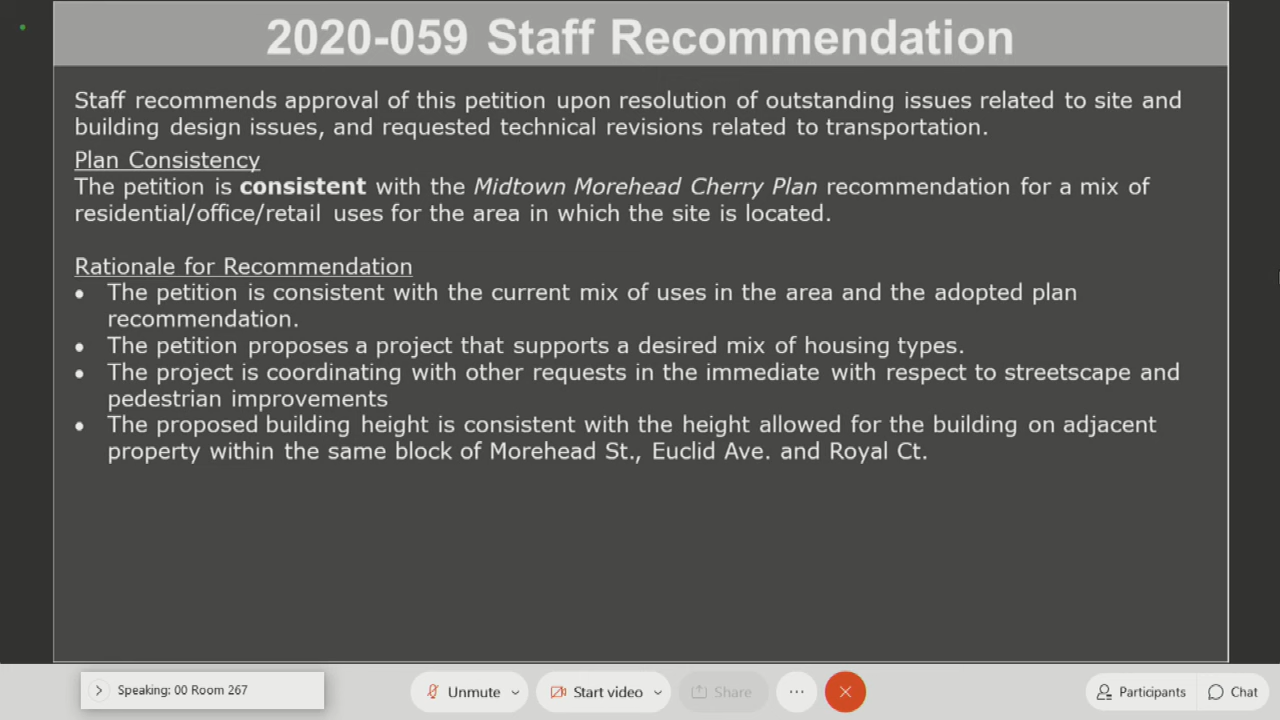 2020-059 Staff Recommendation
Staff recommends approval of this petition upon resolution of outstanding issues related to site and
building design issues, and requested technical revisions related to transportation.
Plan Consistency
The petition is consistent with the Midtown Morehead Cherry Plan recommendation for a mix of
residential/office/retail uses for the area in which the site is located.
Rationale for Recommendation
• The petition is consistent with the current mix of uses in the area and the adopted plan
recommendation.
• The petition proposes a project that supports a desired mix of housing types.
• The project is coordinating with other requests in the immediate with respect to streetscape and
pedestrian improvements
• The proposed building height is consistent with the height allowed for the building on adjacent
property within the same block of Morehead St., Euclid Ave. and Royal Ct.
Speaking: 00 Room 267
Unmute
Start video
Share
Participants
Chat